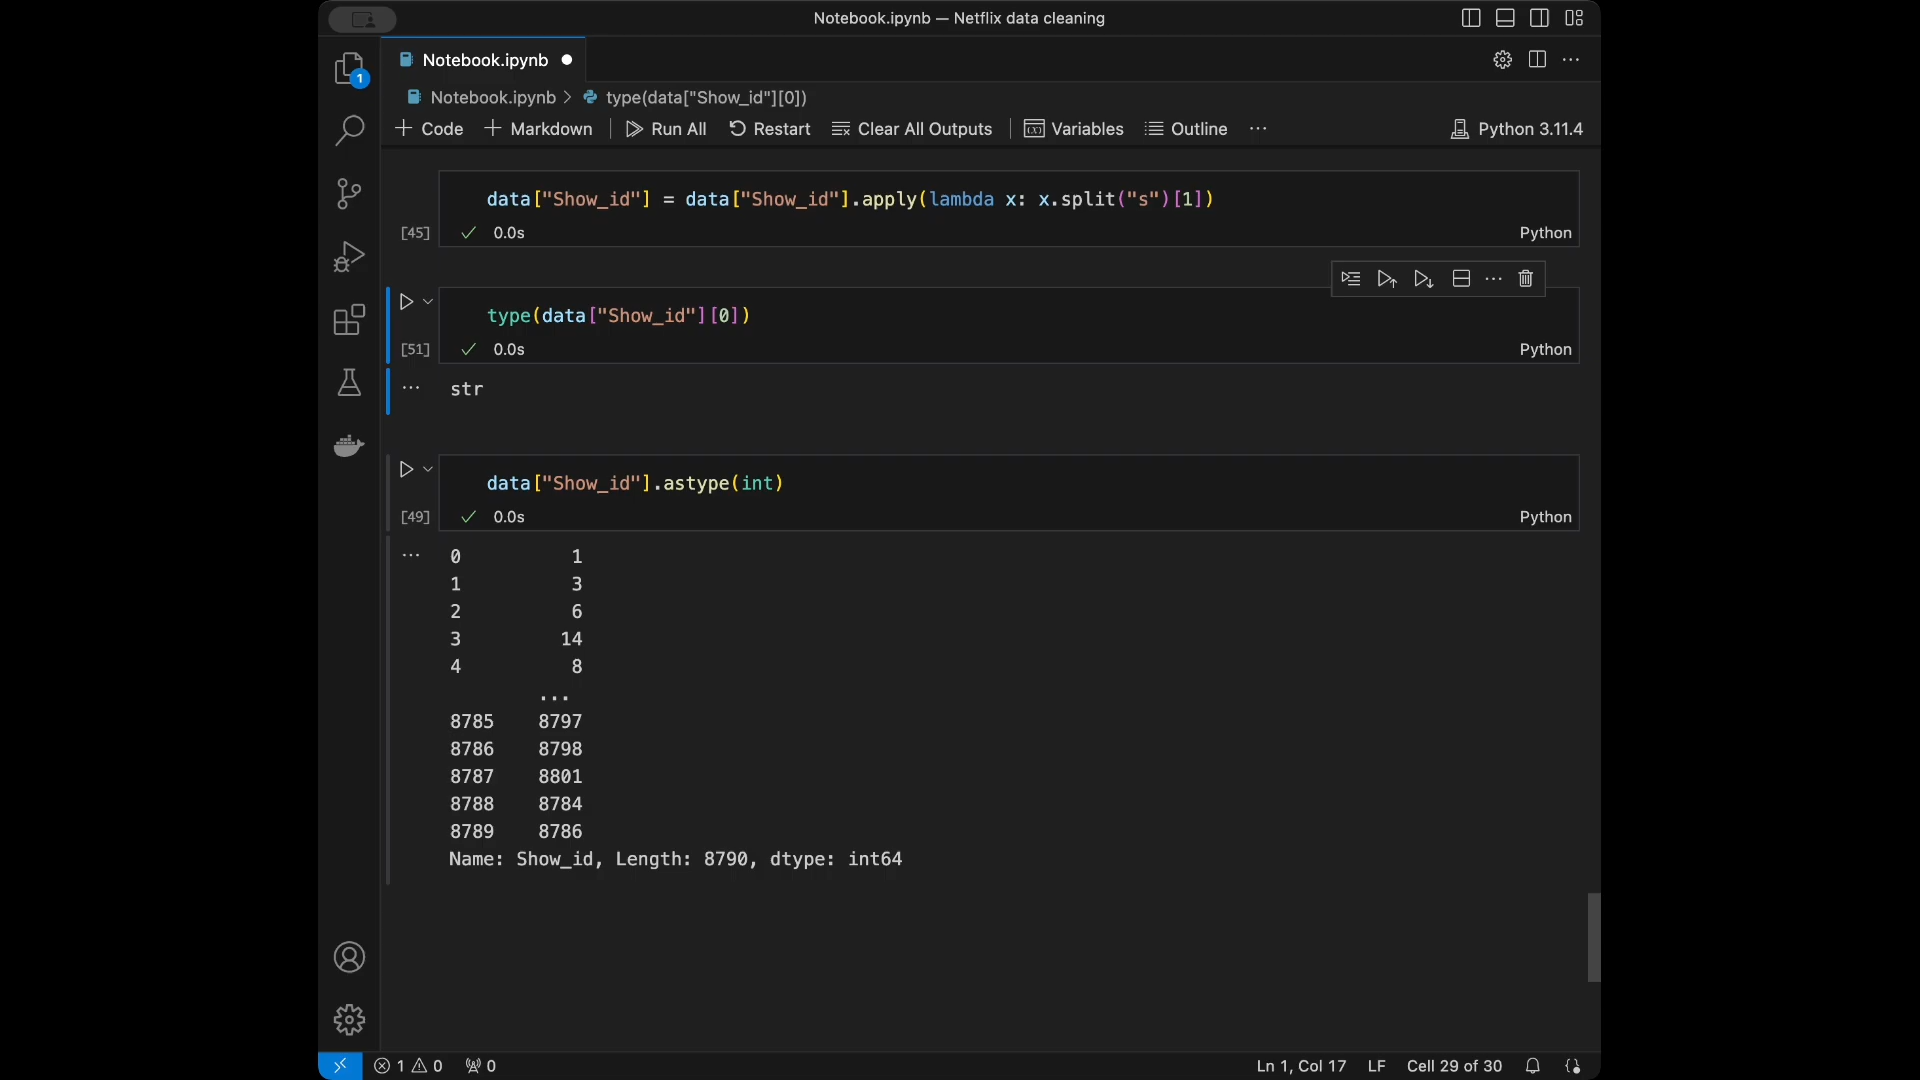 Notebook.ipynb — Netflix data cleaning
1
Notebook.ipynb
Notebook.ipynb > type(data["Show_id"][0])
Code Markdown Run All Restart Clear All Outputs Variables Outline ... Python 3.11.4
data["Show_id"] = data["Show_id"].apply(lambda x: x.split("s")[1])
[45] ✓ 0.0s Python
type(data["Show_id"][0])
[51] ✓ 0.0s Python
... str
data["Show_id"].astype(int)
[49] ✓ 0.0s Python
... 0 1
1 3
2 6
3 14
4 8
...
8785 8797
8786 8798
8787 8801
8788 8784
8789 8786
Name: Show_id, Length: 8790, dtype: int64
1 0 0 Ln 1, Col 17 LF Cell 29 of 30